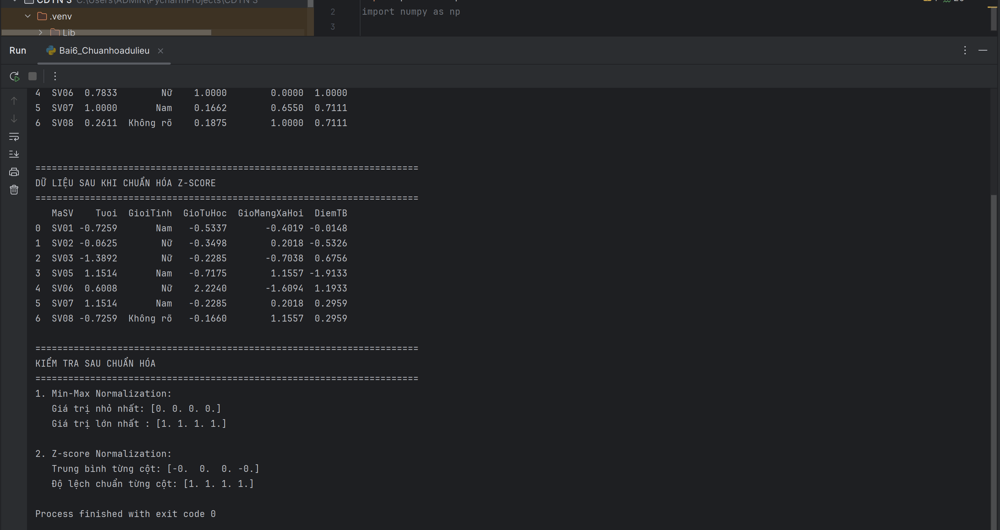 CDTN 3 C:\Users\ADMIN\PycharmProjects\CDTN 3
.venv
Lib
2 import numpy as np
3
Run Bai6_Chuanhoadulieu
4 SV06 0.7833 Nữ 1.0000 0.0000 1.0000
5 SV07 1.0000 Nam 0.1662 0.6550 0.7111
6 SV08 0.2611 Không rõ 0.1875 1.0000 0.7111
======================================================================
DỮ LIỆU SAU KHI CHUẨN HÓA Z-SCORE
======================================================================
MaSV Tuoi GioiTinh GioTuHoc GioMangXaHoi DiemTB
0 SV01 -0.7259 Nam -0.5337 -0.4019 -0.0148
1 SV02 -0.0625 Nữ -0.3498 0.2018 -0.5326
2 SV03 -1.3892 Nữ -0.2285 -0.7038 0.6756
3 SV05 1.1514 Nam -0.7175 1.1557 -1.9133
4 SV06 0.6008 Nữ 2.2240 -1.6094 1.1933
5 SV07 1.1514 Nam -0.2285 0.2018 0.2959
6 SV08 -0.7259 Không rõ -0.1660 1.1557 0.2959
======================================================================
KIỂM TRA SAU CHUẨN HÓA
======================================================================
1. Min-Max Normalization:
Giá trị nhỏ nhất: [0. 0. 0. 0.]
Giá trị lớn nhất : [1. 1. 1. 1.]
2. Z-score Normalization:
Trung bình từng cột: [-0.  0.  0. -0.]
Độ lệch chuẩn từng cột: [1. 1. 1. 1.]
Process finished with exit code 0